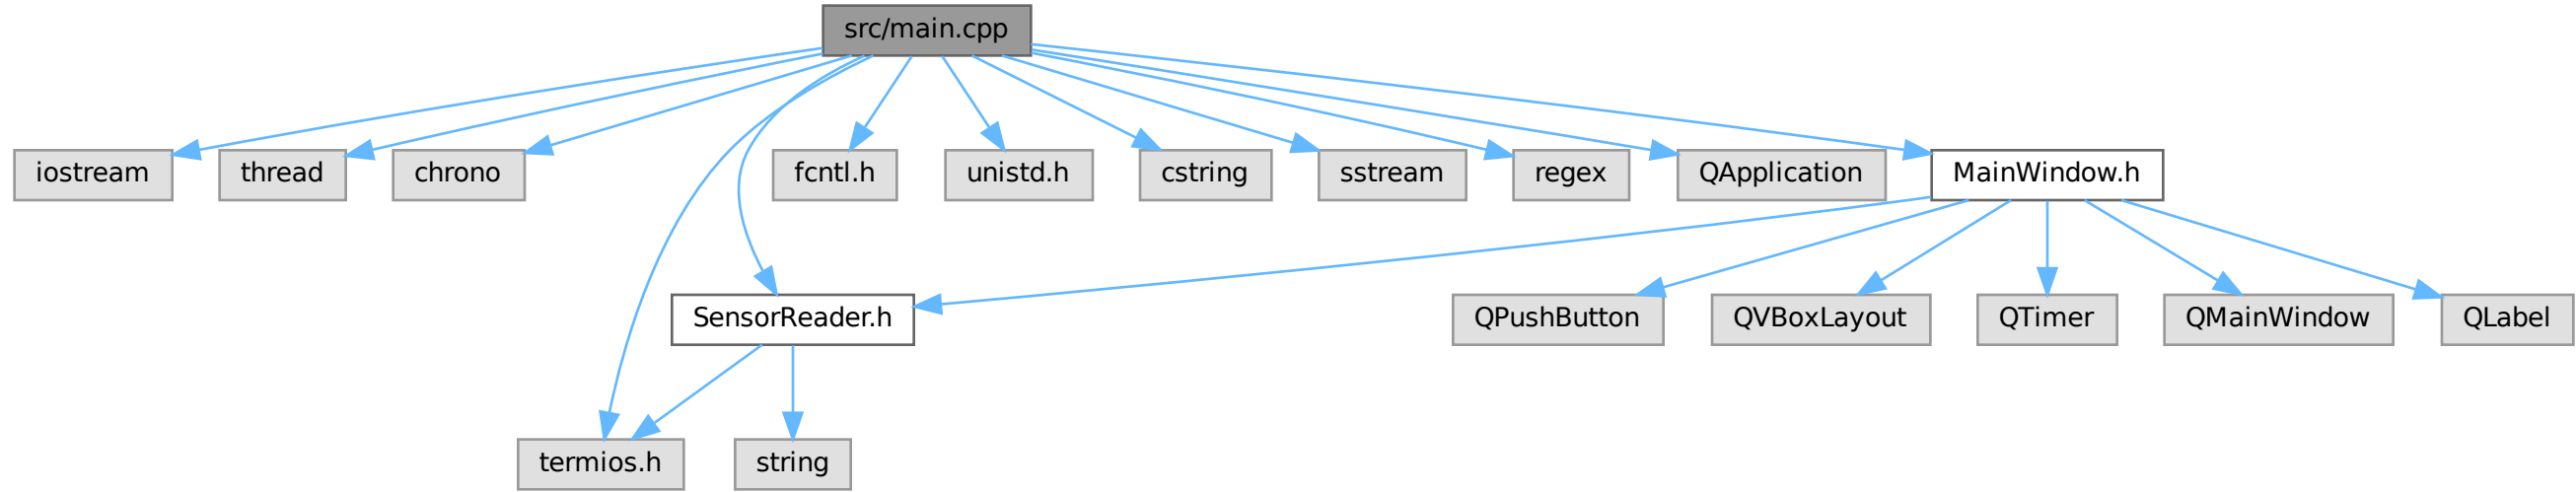 src/main.cpp
iostream
thread
chrono
fcntl.h
unistd.h
cstring
sstream
regex
QApplication
MainWindow.h
SensorReader.h
QPushButton
QVBoxLayout
QTimer
QMainWindow
QLabel
termios.h
string